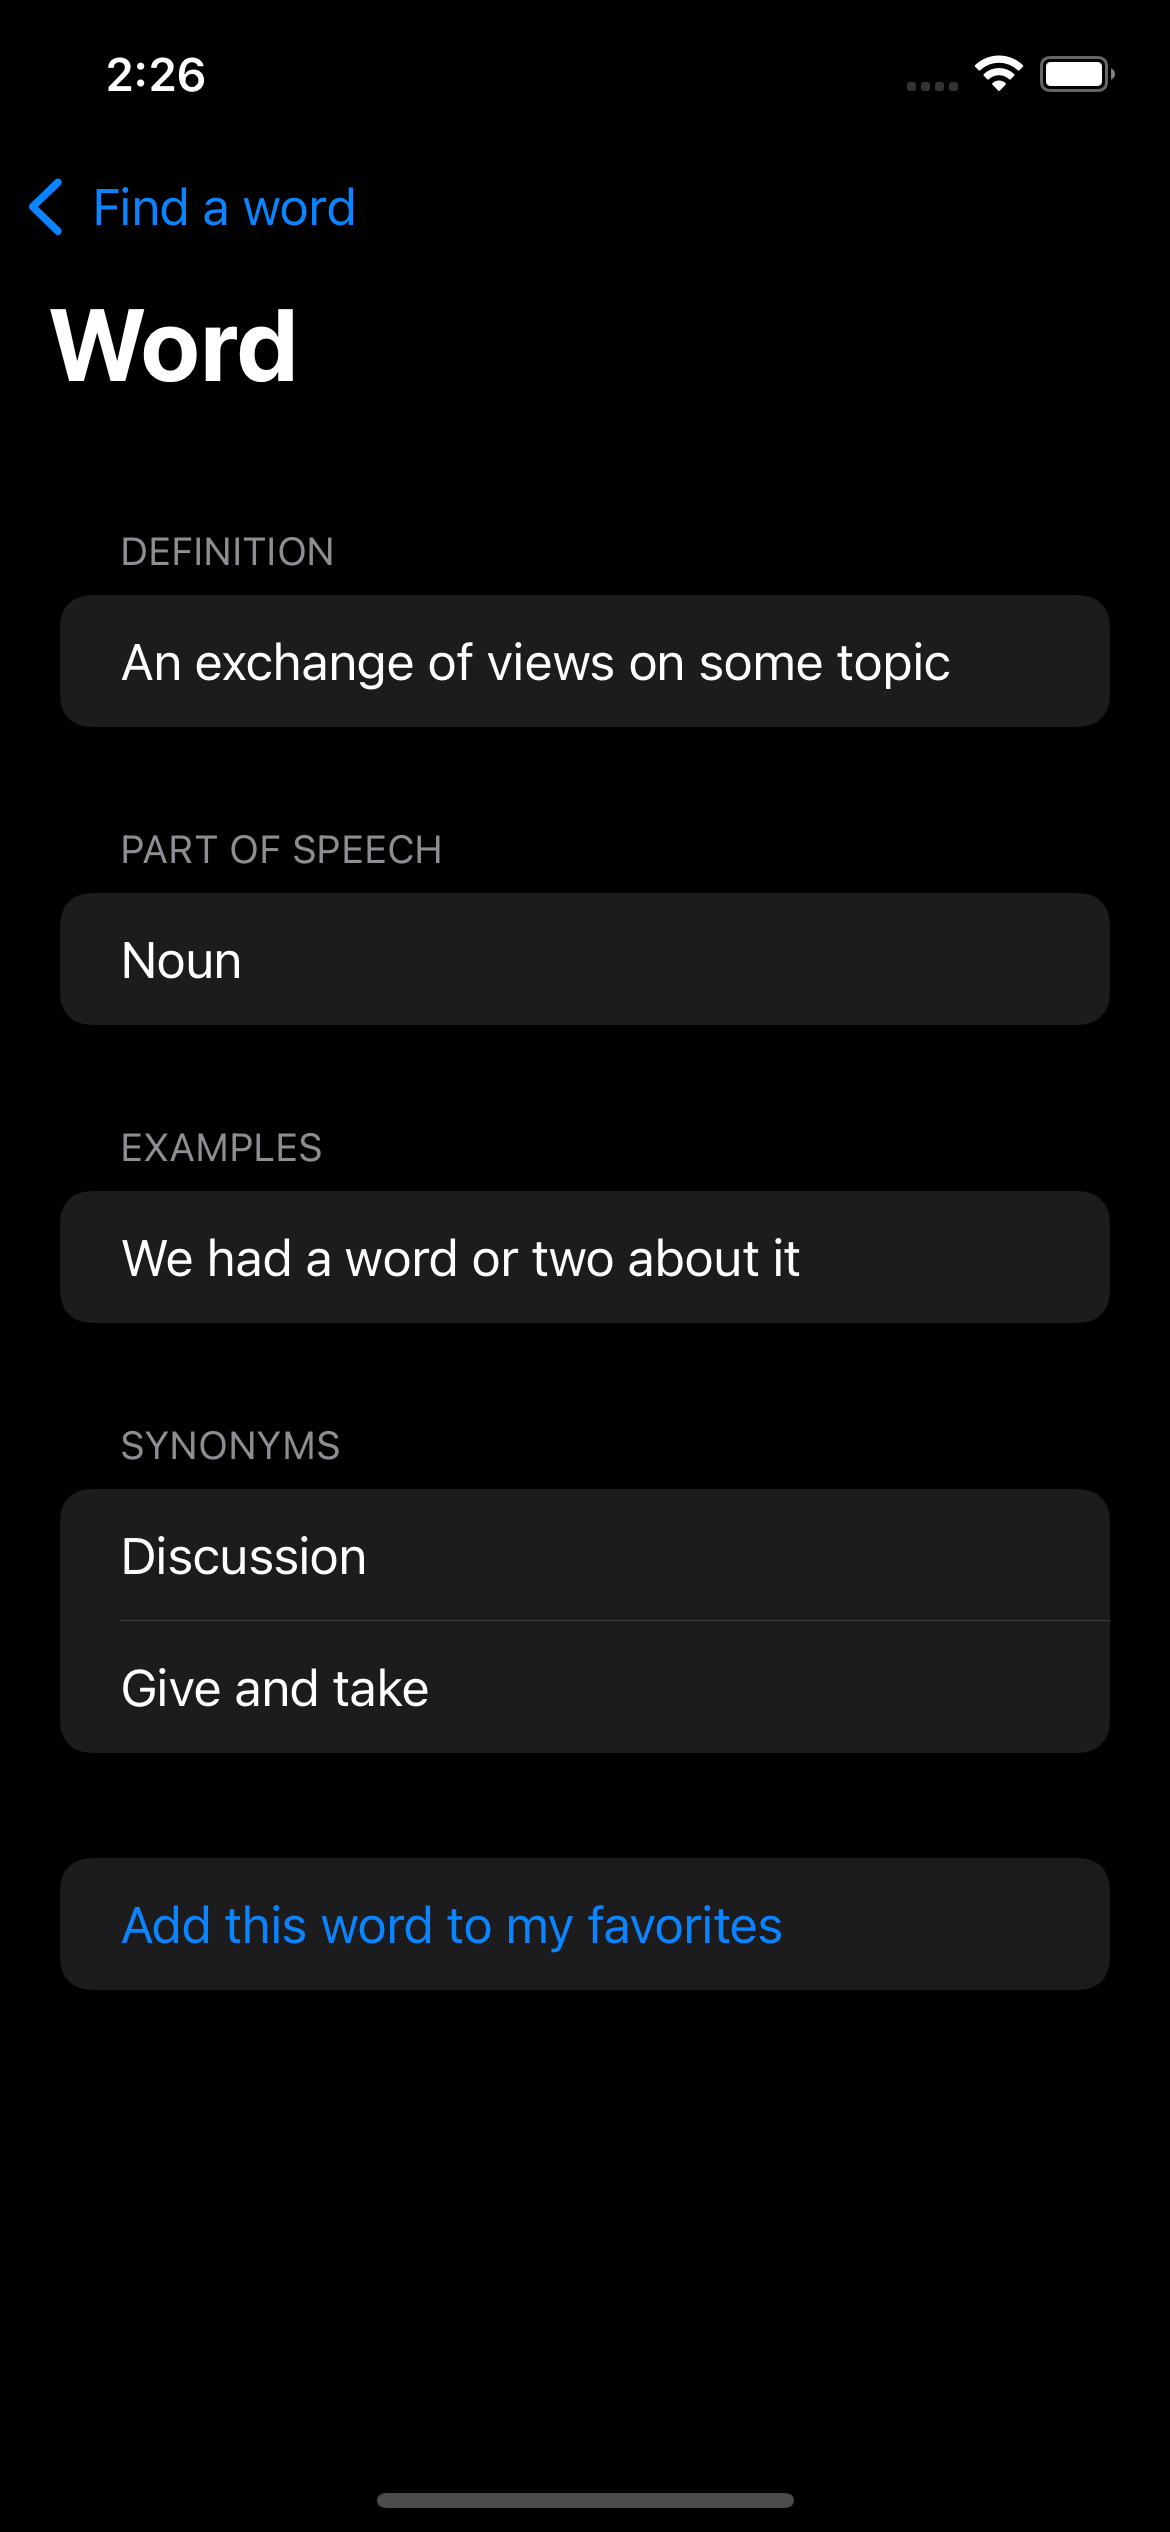 2:26
Find a word
Word
DEFINITION
An exchange of views on some topic
PART OF SPEECH
Noun
EXAMPLES
We had a word or two about it
SYNONYMS
Discussion
Give and take
Add this word to my favorites